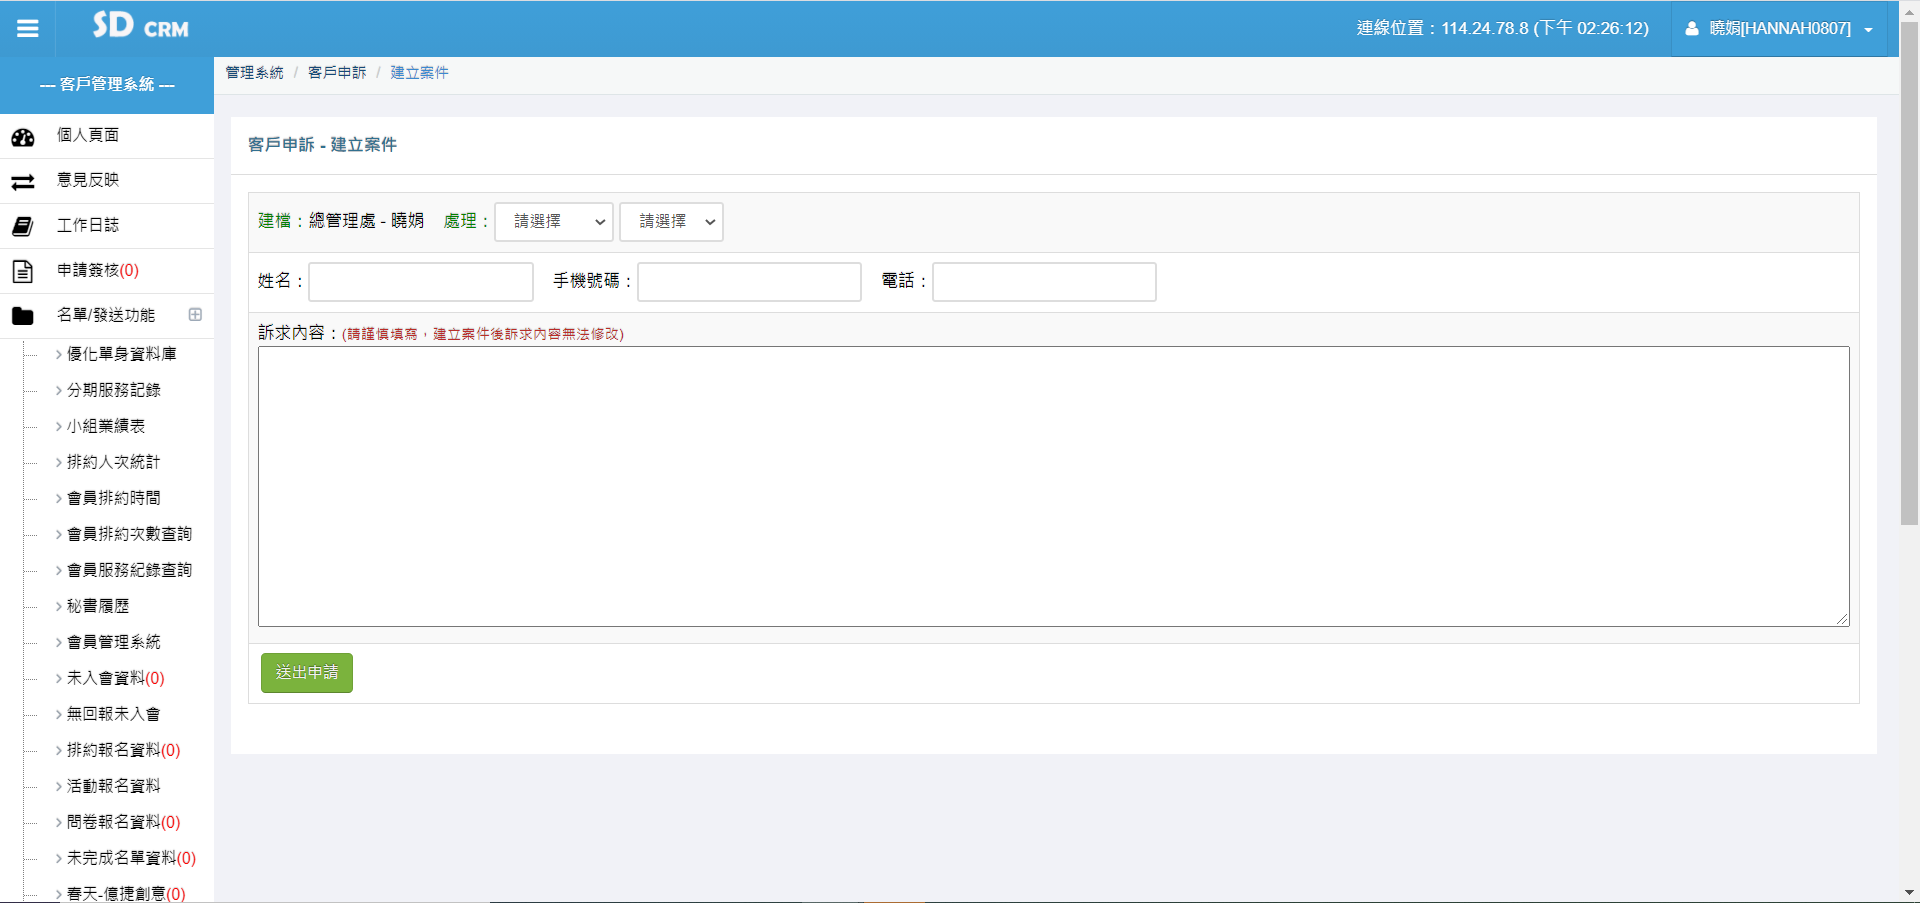 SD CRM
連線位置：114.24.78.8 (下午 02:26:12)
曉娟[HANNAH0807]
--- 客戶管理系統 ---
管理系統 / 客戶申訴 / 建立案件
個人頁面
意見反映
工作日誌
申請簽核(0)
名單/發送功能
優化單身資料庫
分期服務記錄
小組業績表
排約人次統計
會員排約時間
會員排約次數查詢
會員服務紀錄查詢
秘書履歷
會員管理系統
未入會資料(0)
無回報未入會
排約報名資料(0)
活動報名資料
問卷報名資料(0)
未完成名單資料(0)
春天-億捷創意(0)
客戶申訴 - 建立案件
建檔：總管理處 - 曉娟 處理： 請選擇 請選擇
姓名： 手機號碼： 電話：
訴求內容：(請謹慎填寫，建立案件後訴求內容無法修改)
送出申請